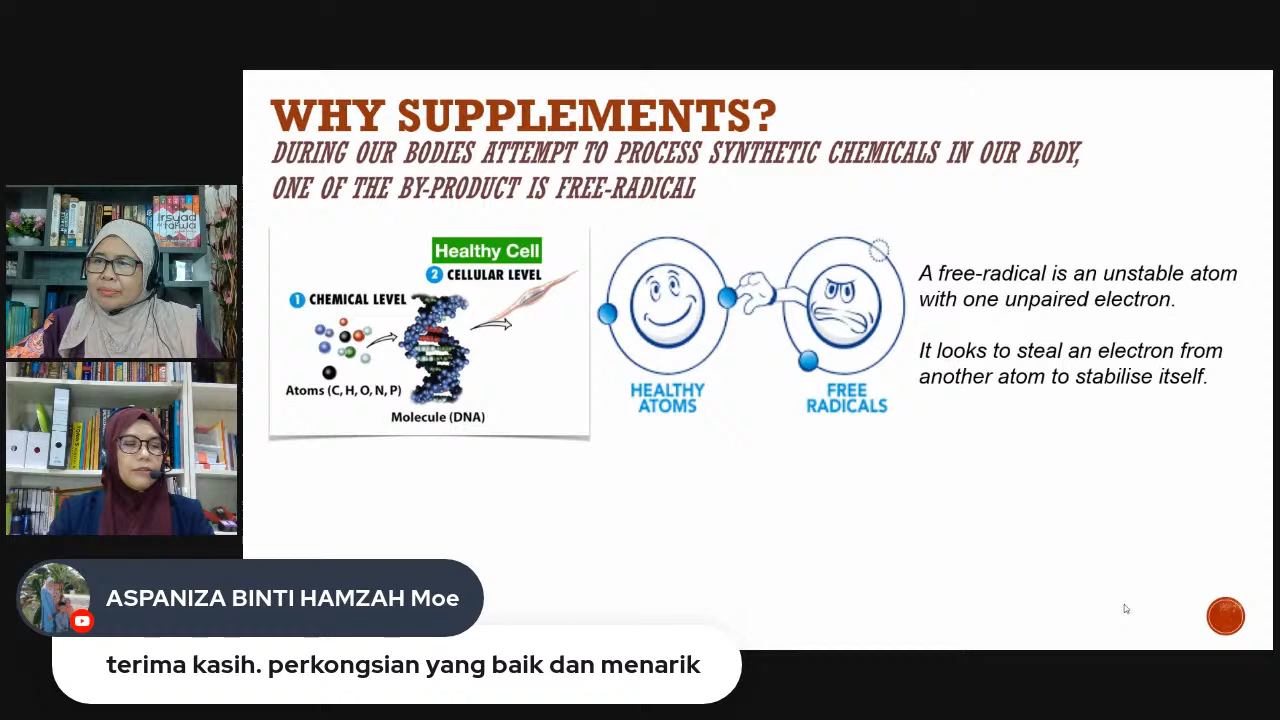 WHY SUPPLEMENTS?
DURING OUR BODIES ATTEMPT TO PROCESS SYNTHETIC CHEMICALS IN OUR BODY,
ONE OF THE BY-PRODUCT IS FREE-RADICAL
Healthy Cell
2 CELLULAR LEVEL
1 CHEMICAL LEVEL
Atoms (C, H, O, N, P)
Molecule (DNA)
HEALTHY
ATOMS
FREE
RADICALS
A free-radical is an unstable atom
with one unpaired electron.
It looks to steal an electron from
another atom to stabilise itself.
ASPANIZA BINTI HAMZAH Moe
terima kasih. perkongsian yang baik dan menarik